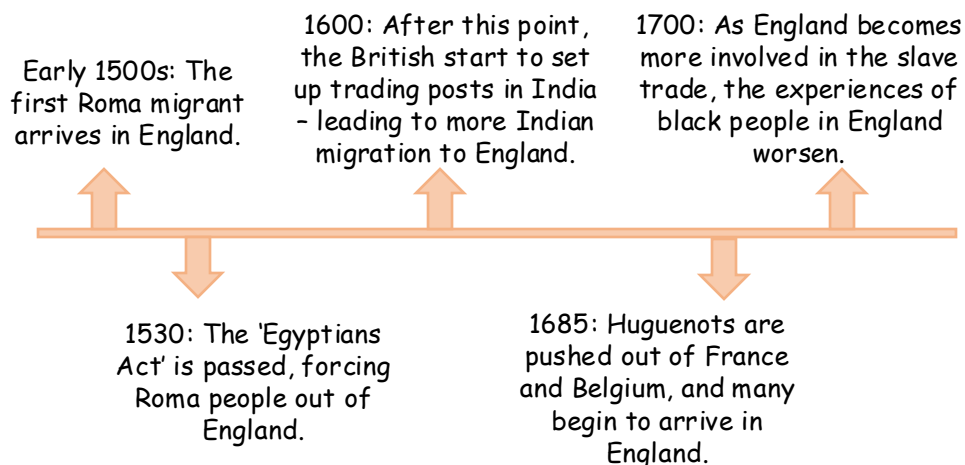 Early 1500s: The
first Roma migrant
arrives in England.
1530: The ‘Egyptians
Act’ is passed, forcing
Roma people out of
England.
1600: After this point,
the British start to set
up trading posts in India
– leading to more Indian
migration to England.
1685: Huguenots are
pushed out of France
and Belgium, and many
begin to arrive in
England.
1700: As England becomes
more involved in the slave
trade, the experiences of
black people in England
worsen.